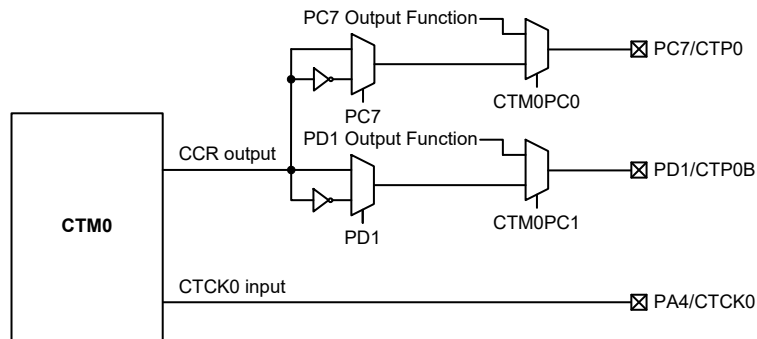 PC7 Output Function
PC7/CTP0
PC7
CTM0PC0
PD1 Output Function
CCR output
PD1/CTP0B
CTM0
PD1
CTM0PC1
CTCK0 input
PA4/CTCK0